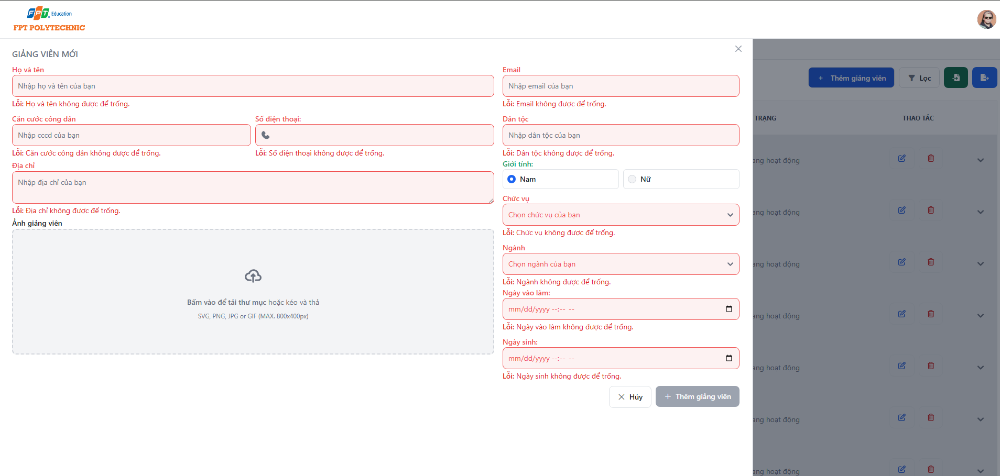 FPT Education
FPT POLYTECHNIC
GIẢNG VIÊN MỚI
Họ và tên
Nhập họ và tên của bạn
Lỗi: Họ và tên không được để trống.
Căn cước công dân
Nhập cccd của bạn
Lỗi: Căn cước công dân không được để trống.
Số điện thoại:
Lỗi: Số điện thoại không được để trống.
Địa chỉ
Nhập địa chỉ của bạn
Lỗi: Địa chỉ không được để trống.
Ảnh giảng viên
Bấm vào để tải thư mục hoặc kéo và thả
SVG, PNG, JPG or GIF (MAX. 800x400px)
Email
Nhập email của bạn
Lỗi: Email không được để trống.
Dân tộc
Nhập dân tộc của bạn
Lỗi: Dân tộc không được để trống.
Giới tính:
Nam
Nữ
Chức vụ
Chọn chức vụ của bạn
Lỗi: Chức vụ không được để trống.
Ngành
Chọn ngành của bạn
Lỗi: Ngành không được để trống.
Ngày vào làm:
mm/dd/yyyy --:-- --
Lỗi: Ngày vào làm không được để trống.
Ngày sinh:
mm/dd/yyyy --:-- --
Lỗi: Ngày sinh không được để trống.
Hủy
+ Thêm giảng viên
+ Thêm giảng viên
Lọc
TRẠNG
THAO TÁC
ang hoạt động
ang hoạt động
ang hoạt động
ang hoạt động
ang hoạt động
ang hoạt động
ang hoạt động